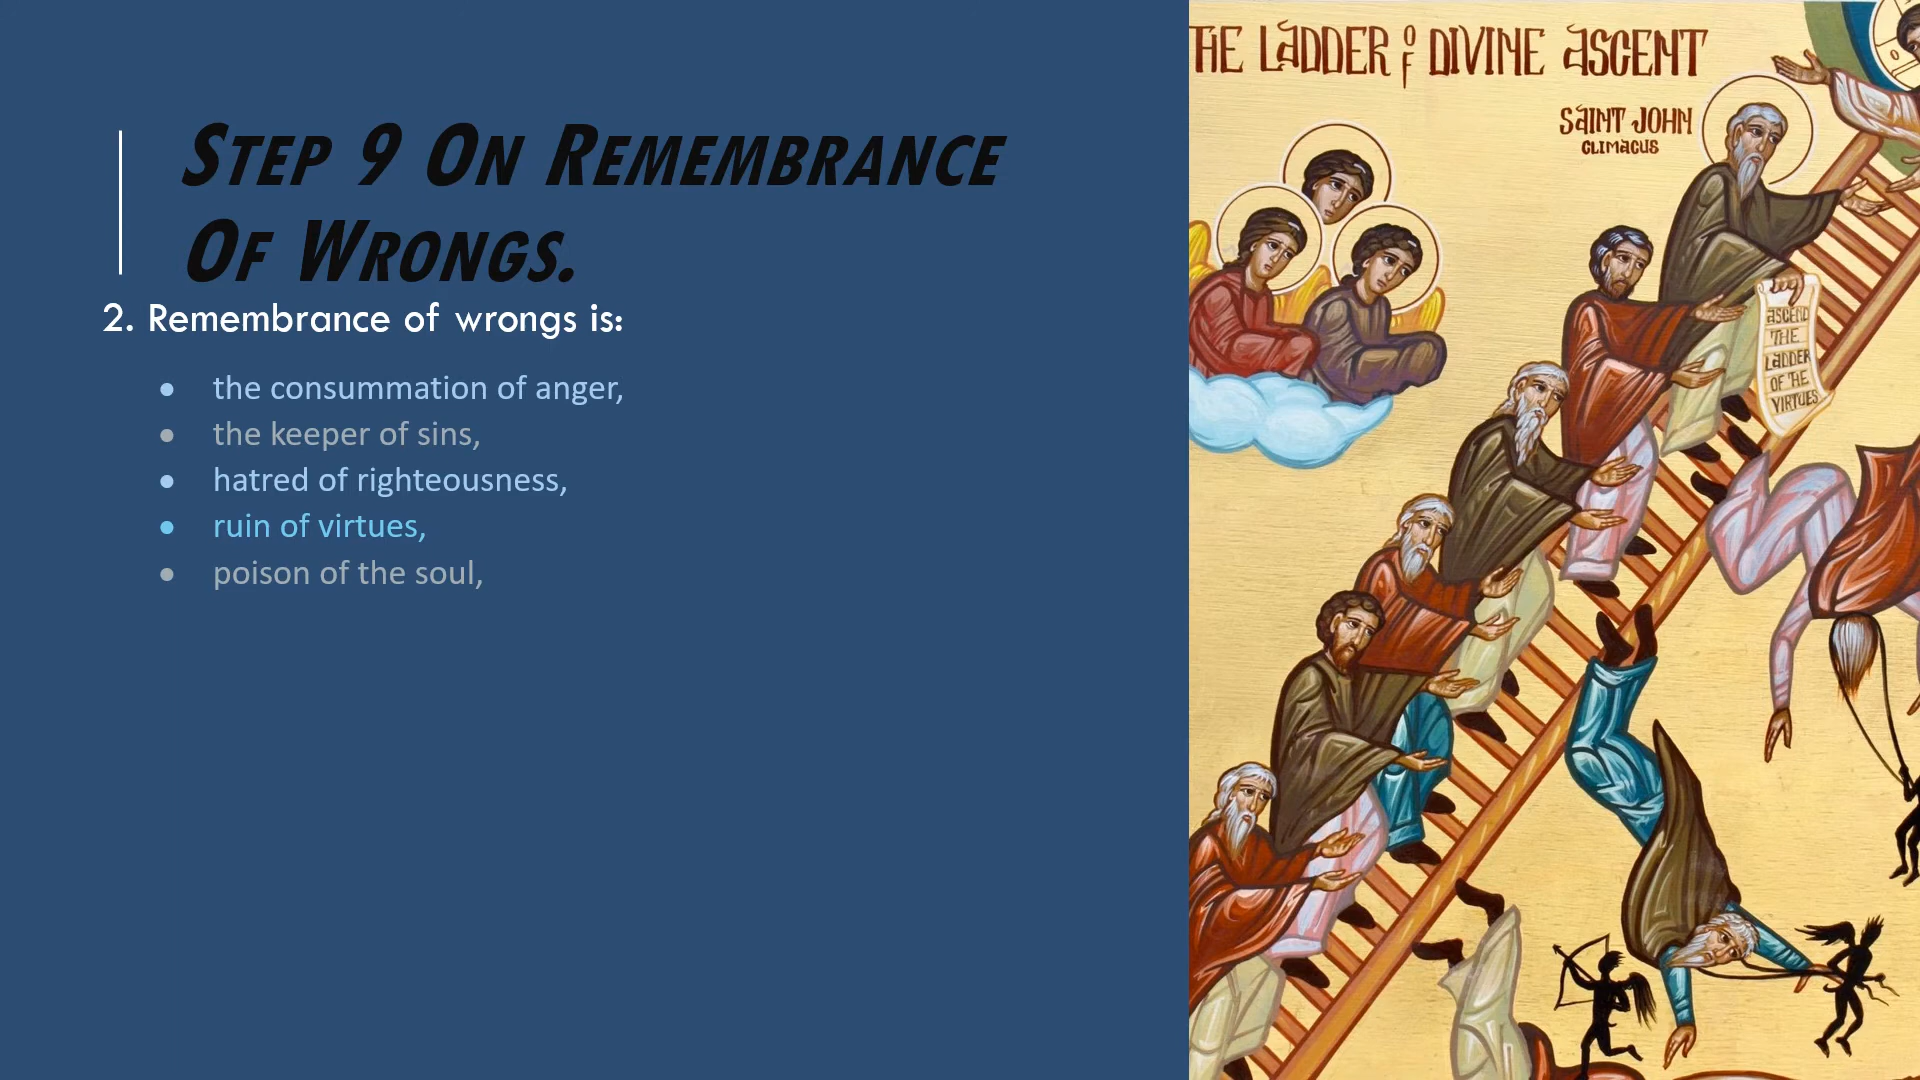 Step 9 On Remembrance
Of Wrongs.
2. Remembrance of wrongs is:
• the consummation of anger,
• the keeper of sins,
• hatred of righteousness,
• ruin of virtues,
• poison of the soul,
THE LADDER OF DIVINE ASCENT
SAINT JOHN
CLIMACUS
ASCEND
THE
LADDER
OF THE
VIRTUES